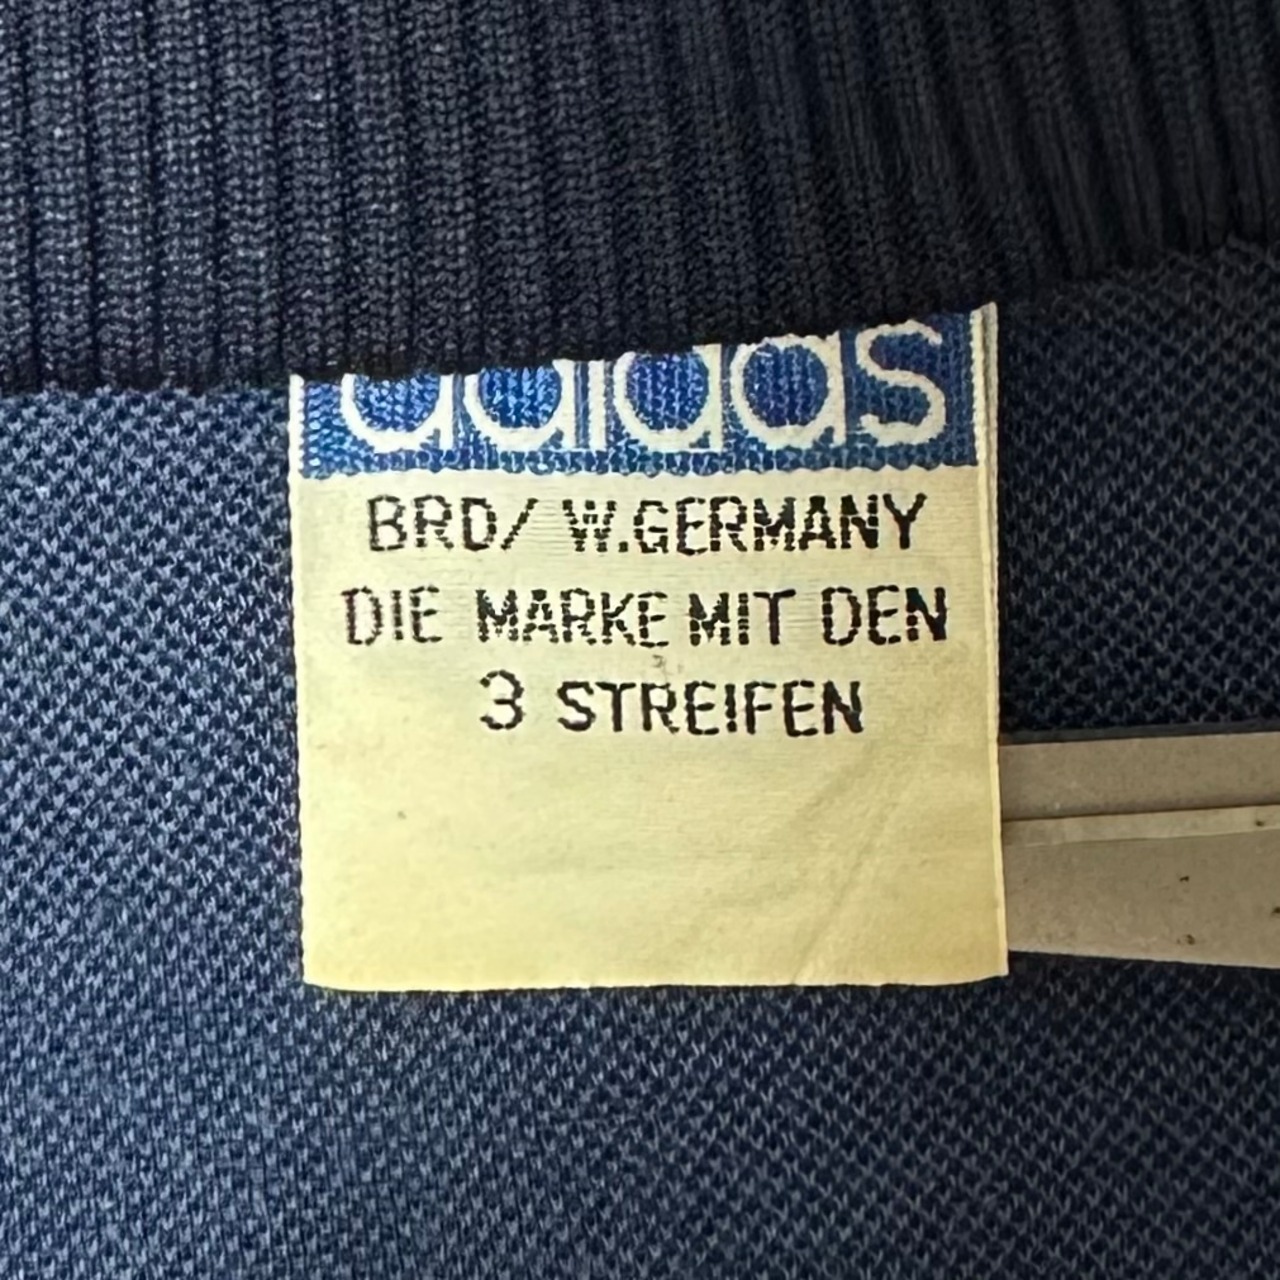 adidas
BRD/ W.GERMANY
DIE MARKE MIT DEN
3 STREIFEN